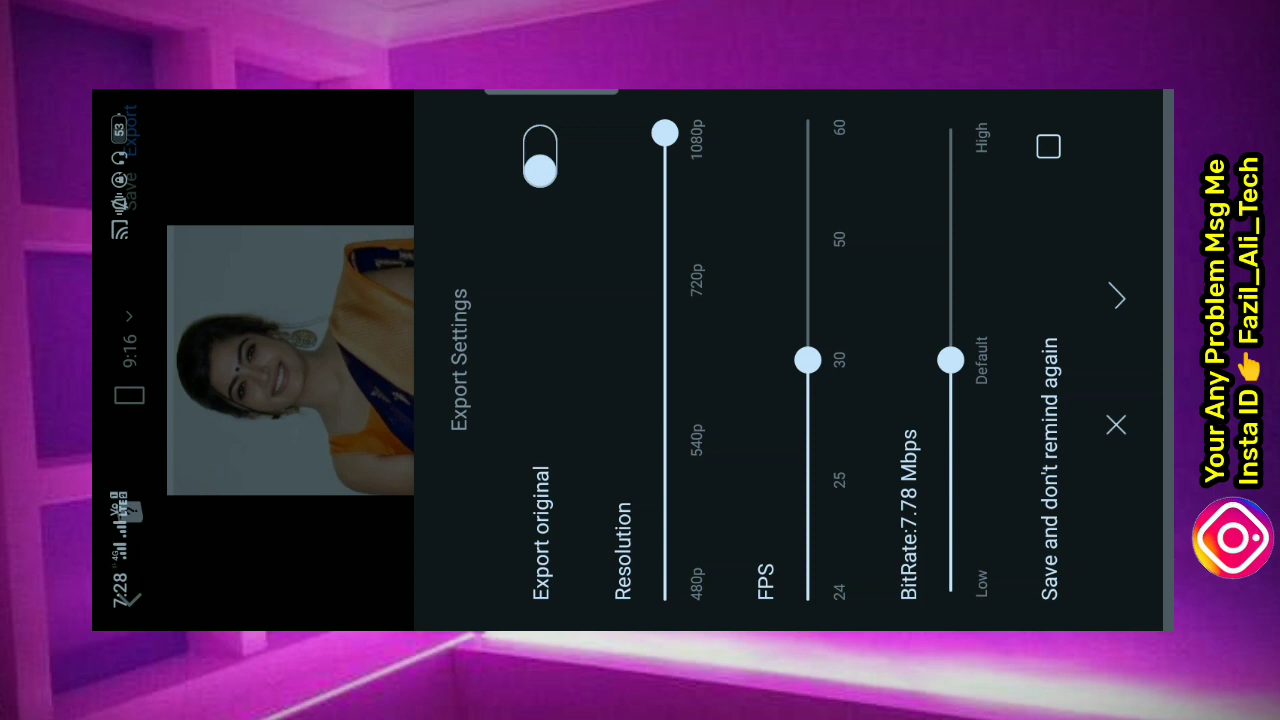 7:28
4G
53
Save
Export
9:16
Export Settings
Export original
Resolution
480p
540p
720p
1080p
FPS
24
25
30
50
60
BitRate:7.78 Mbps
Low
Default
High
Save and don't remind again
Your Any Problem Msg Me
Insta ID 👉 Fazil_Ali_Tech